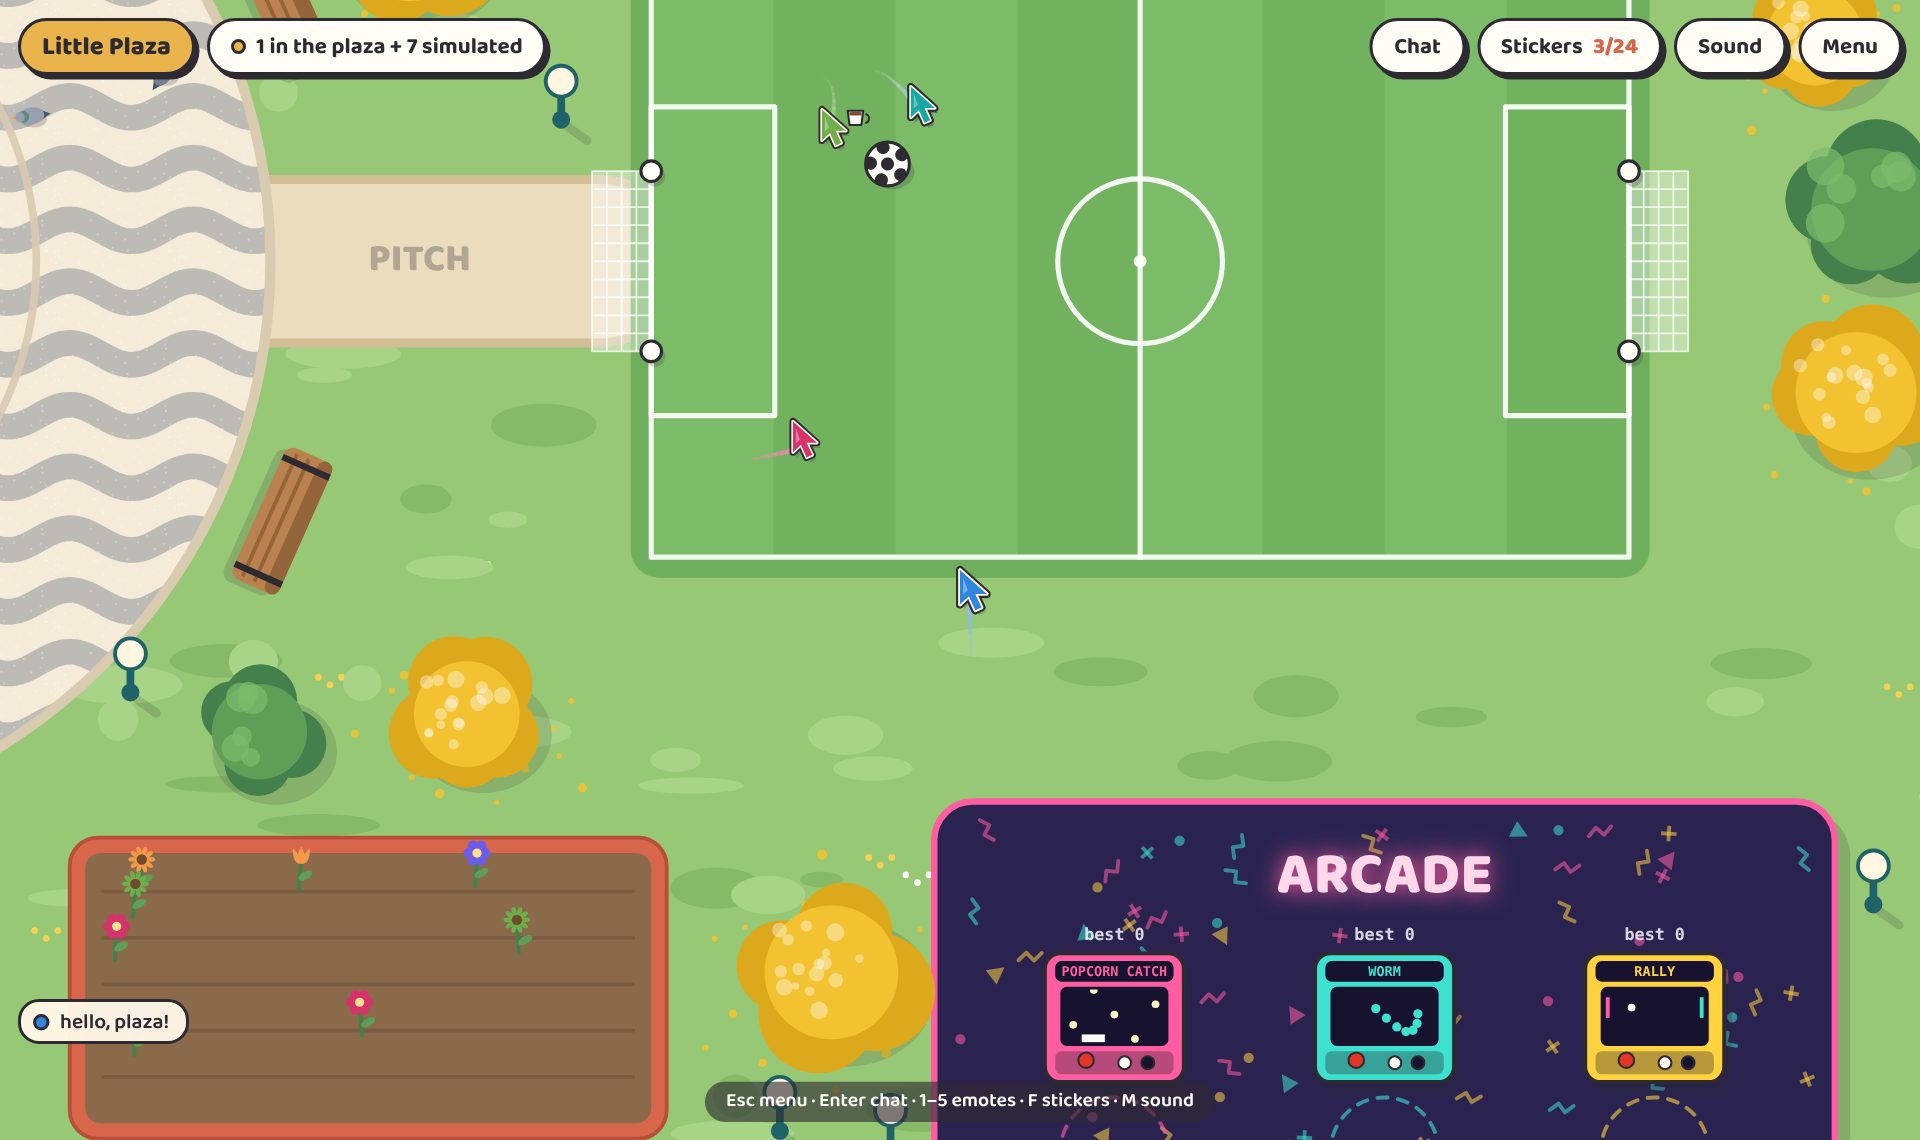 Little Plaza
1 in the plaza + 7 simulated
Chat
Stickers 3/24
Sound
Menu
PITCH
ARCADE
best 0
best 0
best 0
POPCORN CATCH
WORM
RALLY
hello, plaza!
Esc menu · Enter chat · 1–5 emotes · F stickers · M sound